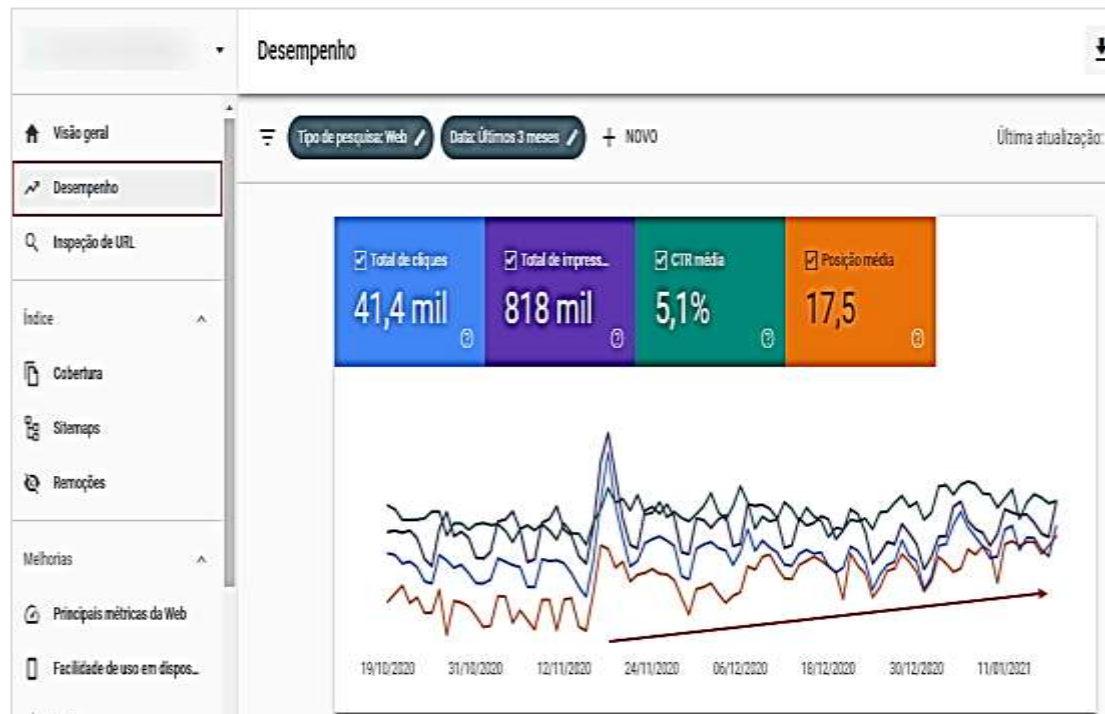 Desempenho
Visão geral
Desempenho
Inspeção de URL
Índice
Cobertura
Sitemaps
Remoções
Melhorias
Principais métricas da Web
Facilidade de uso em dispos...
Tipo de pesquisa: Web
Data: Últimos 3 meses
+ NOVO
Última atualização:
Total de cliques
41,4 mil
Total de impress...
818 mil
CTR média
5,1%
Posição média
17,5
19/10/2020 31/10/2020 12/11/2020 24/11/2020 06/12/2020 18/12/2020 30/12/2020 11/01/2021